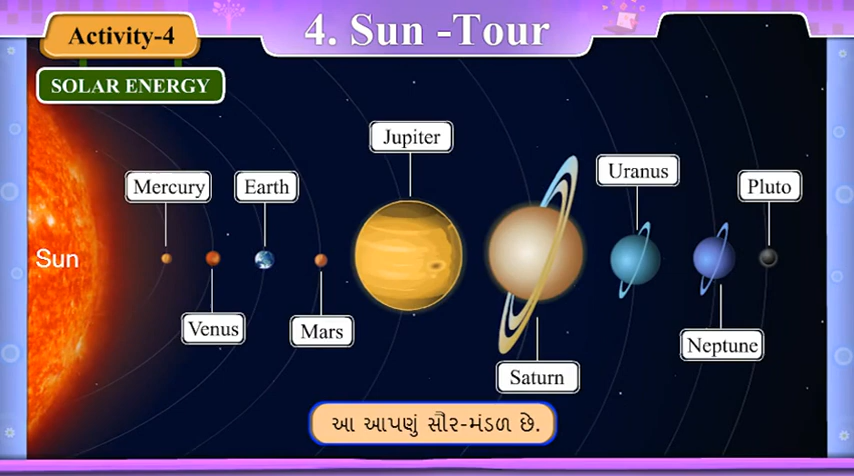 Activity-4
4. Sun -Tour
SOLAR ENERGY
Jupiter
Uranus
Mercury
Earth
Pluto
Sun
Venus
Mars
Neptune
Saturn
આ આપણું સૌર-મંડળ છે.